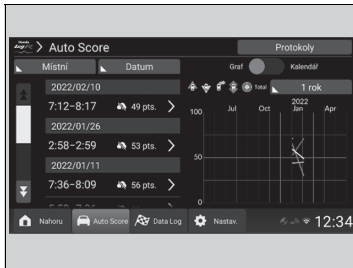 Honda
LogR > Auto Score
Protokoly
Místní
Datum
Graf
Kalendář
2022/02/10
7:12-8:17 49 pts. >
2022/01/26
2:58-2:59 53 pts. >
2022/01/11
7:36-8:09 56 pts. >
Total
1 rok
100
50
0
Jul
Oct
2022
Jan
Apr
Nahoru
Auto Score
Data Log
Nastav.
12:34